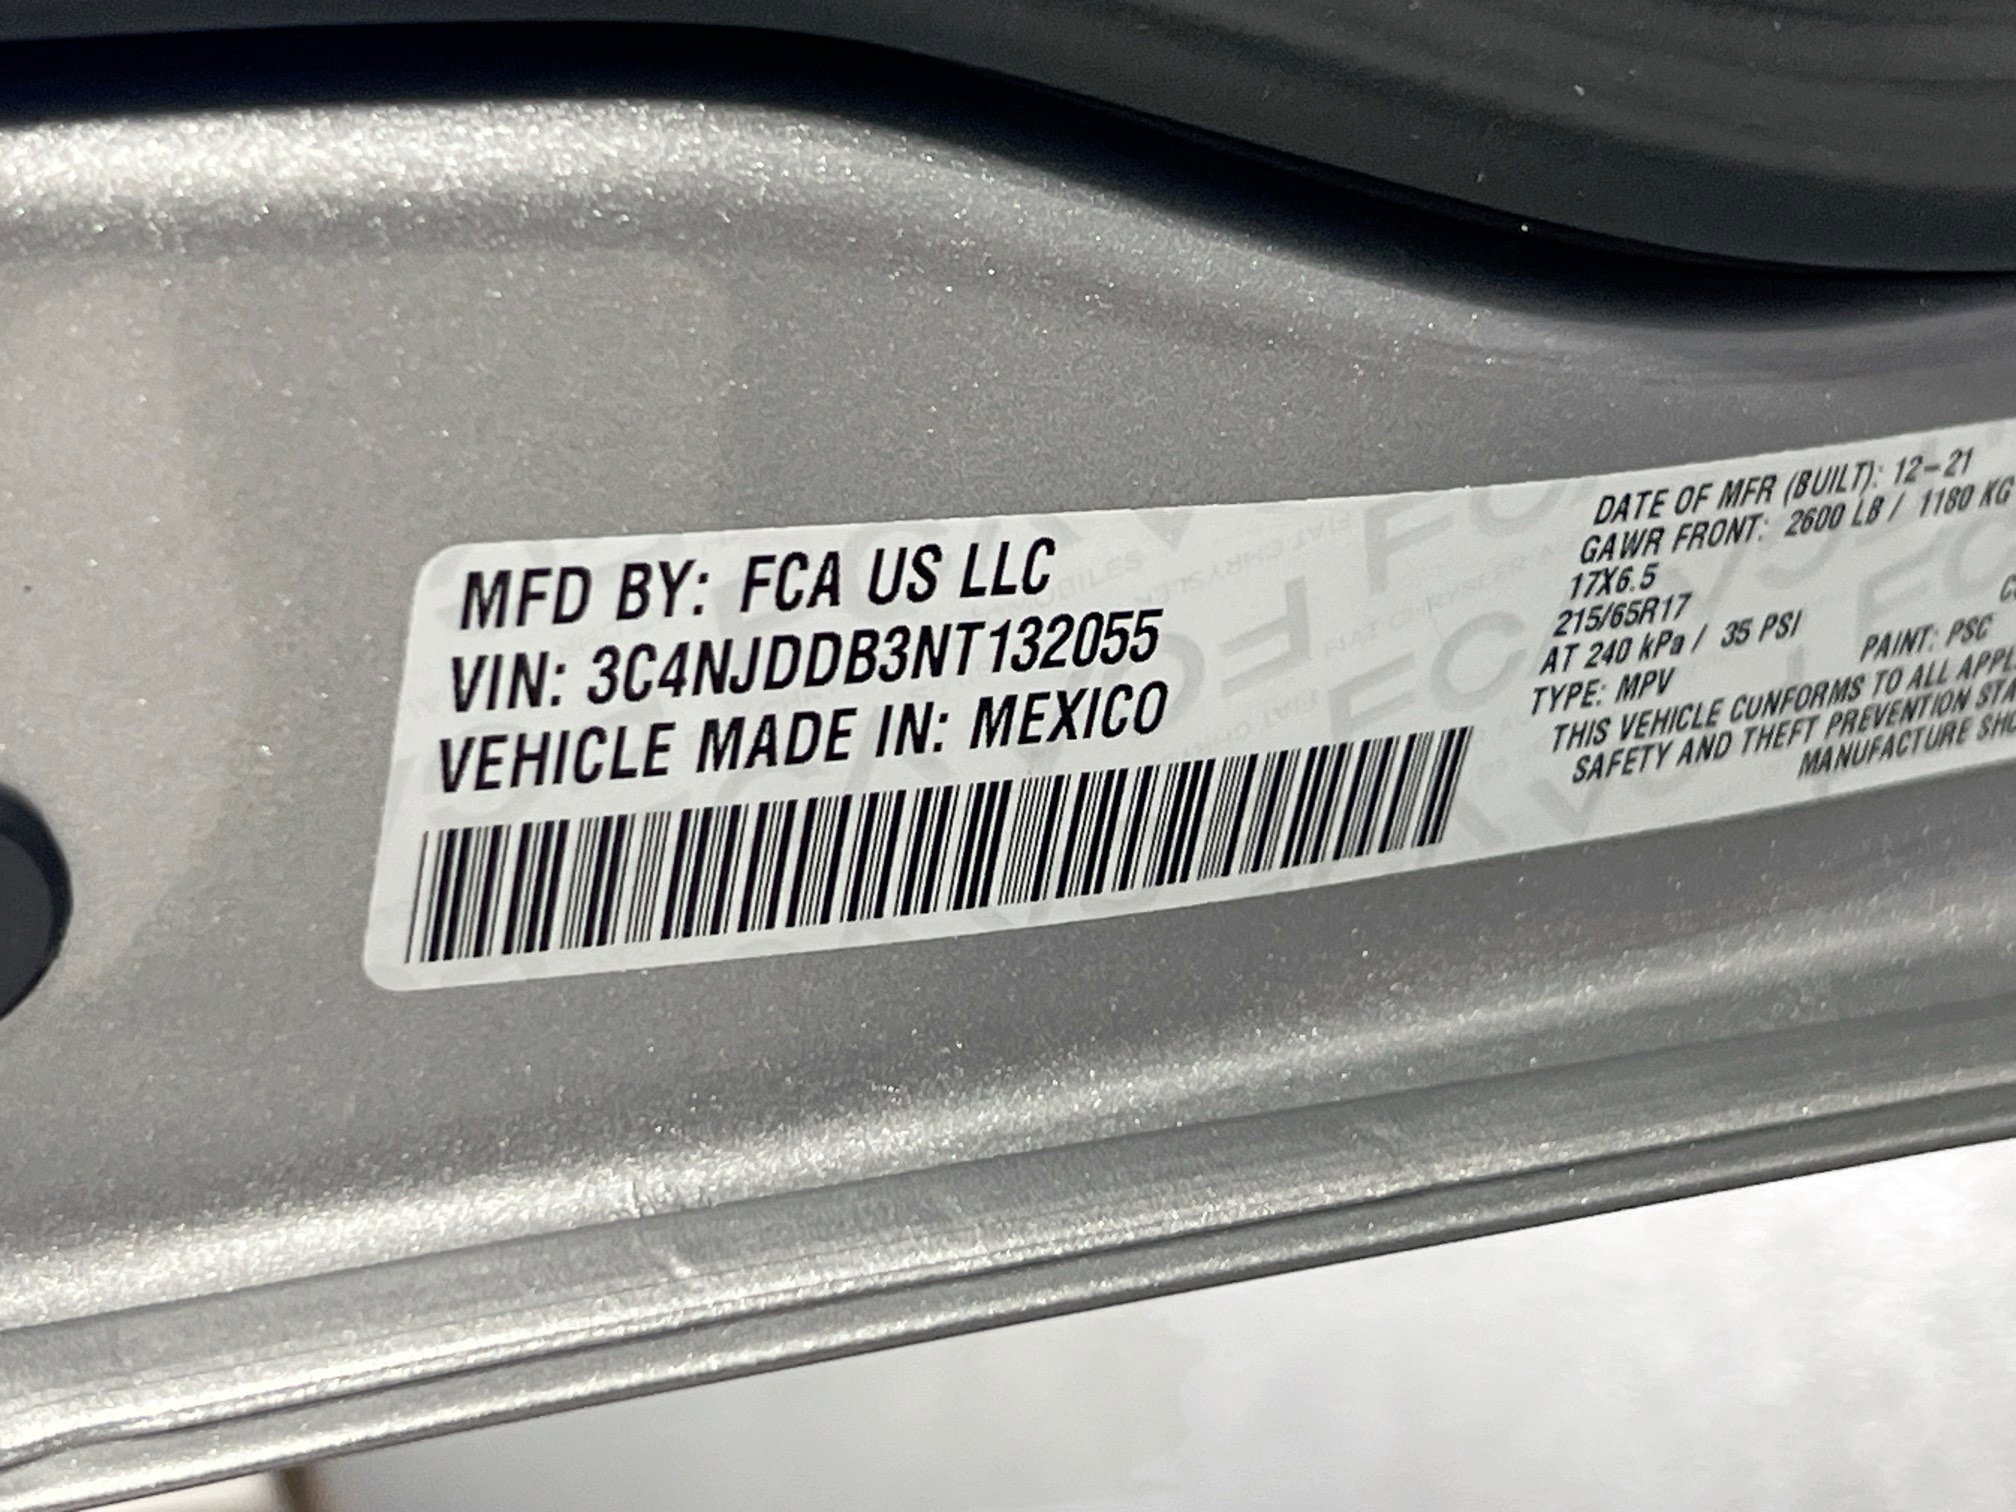 MFD BY: FCA US LLC
VIN: 3C4NJDDB3NT132055
VEHICLE MADE IN: MEXICO
DATE OF MFR (BUILT): 12-21
GAWR FRONT: 2600 LB / 1180 KG
17X6.5
215/65R17
AT 240 kPa / 35 PSI
TYPE: MPV PAINT: PSC
THIS VEHICLE CONFORMS TO ALL
SAFETY AND THEFT PREVENTION
MANUFACTURE